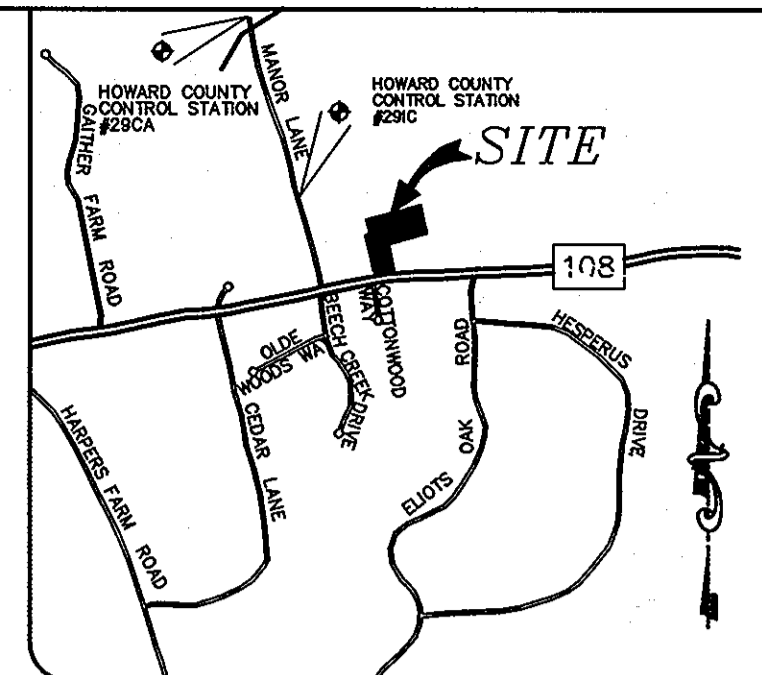 HOWARD COUNTY
CONTROL STATION
#29CA
HOWARD COUNTY
CONTROL STATION
#291C
SITE
MANOR LANE
GAITHER FARM ROAD
108
COTTONWOOD
WAY
BEECH CREEK DRIVE
OLDE
WOODS WAY
CEDAR LANE
HARPERS FARM ROAD
ELIOTS OAK ROAD
HESPERUS DRIVE